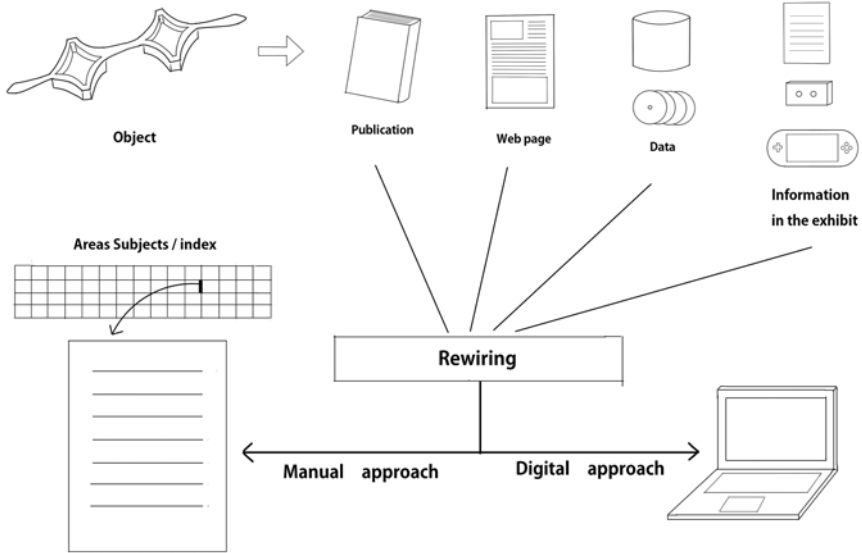 Object
Publication
Web page
Data
Information
in the exhibit
Areas Subjects / index
Rewiring
Manual approach
Digital approach